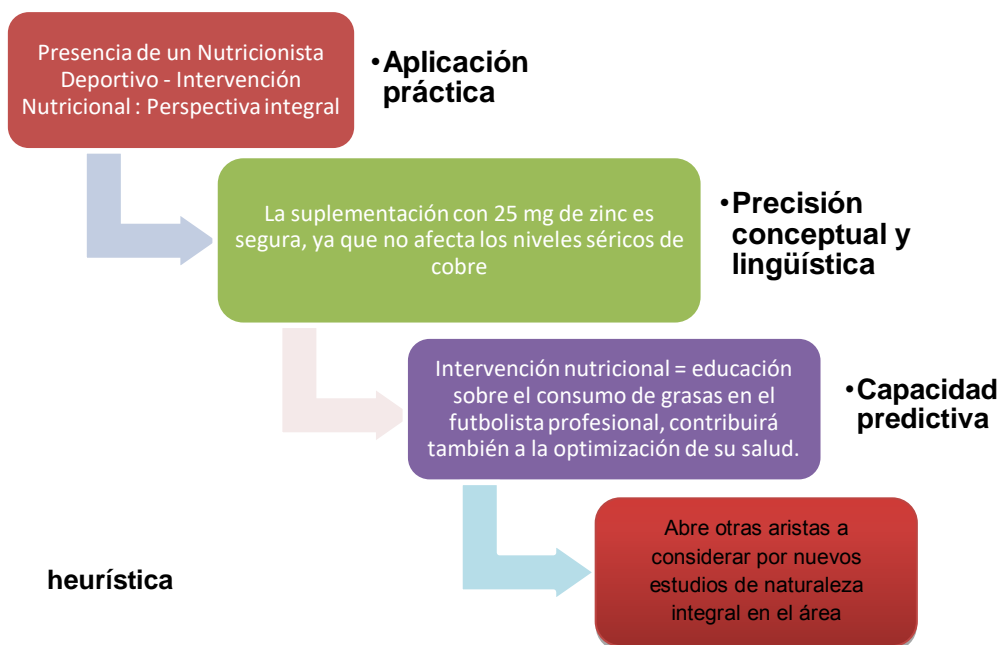 Presencia de un Nutricionista
Deportivo - Intervención
Nutricional : Perspectiva integral
•Aplicación
práctica
La suplementación con 25 mg de zinc es
segura, ya que no afecta los niveles séricos de
cobre
•Precisión
conceptual y
lingüística
Intervención nutricional = educación
sobre el consumo de grasas en el
futbolista profesional, contribuirá
también a la optimización de su salud.
•Capacidad
predictiva
Abre otras aristas a
considerar por nuevos
estudios de naturaleza
integral en el área
heurística